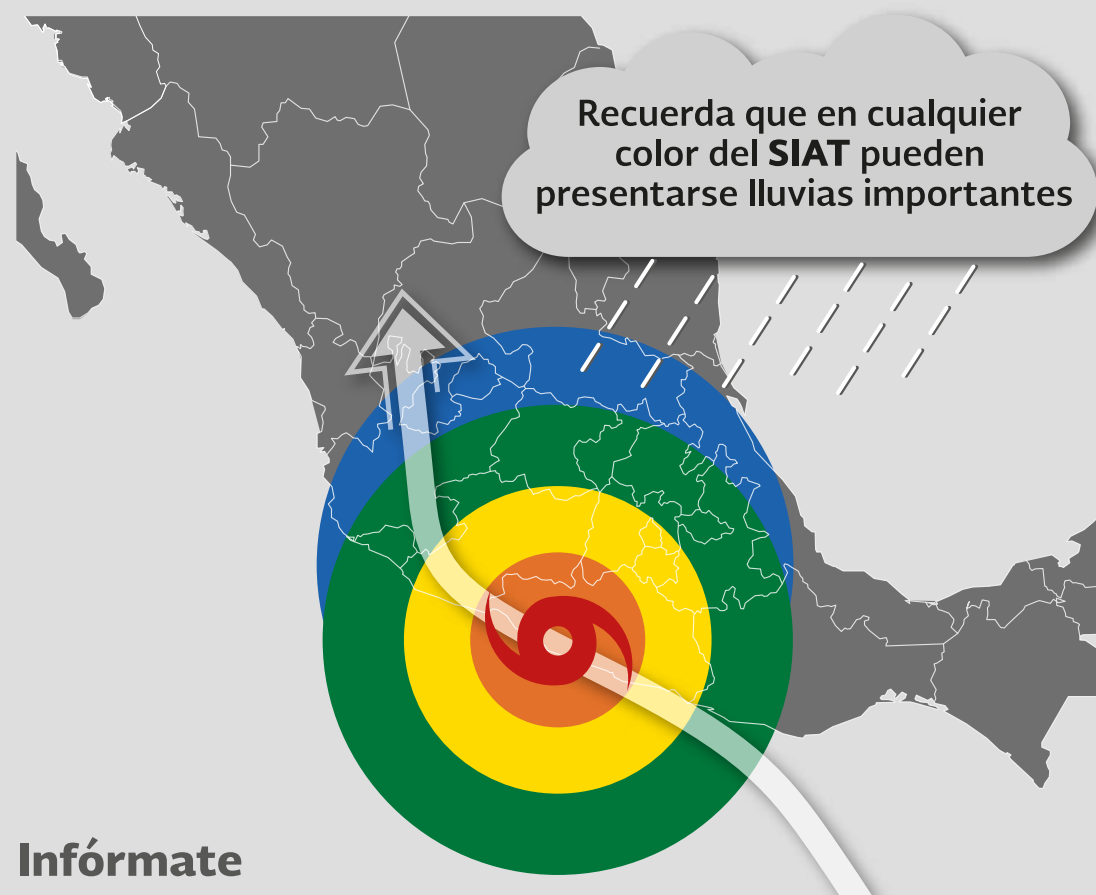 Recuerda que en cualquier
color del SIAT pueden
presentarse lluvias importantes
Infórmate